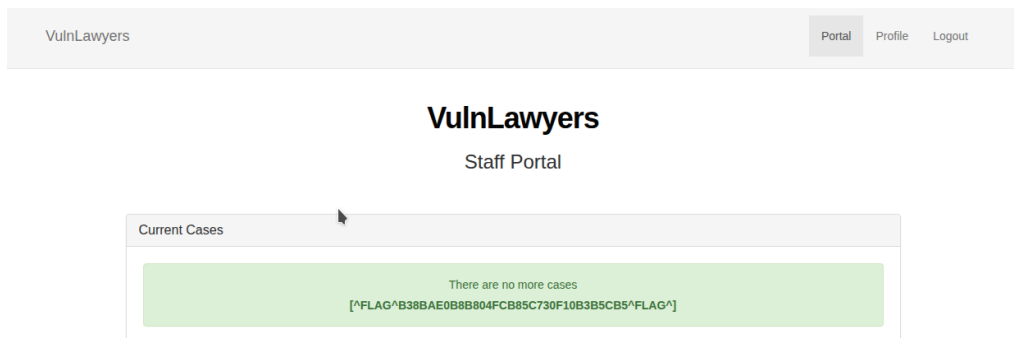 VulnLawyers Portal Profile Logout
VulnLawyers
Staff Portal
Current Cases
There are no more cases
[^FLAG^B38BAE0B8B804FCB85C730F10B3B5CB5^FLAG^]